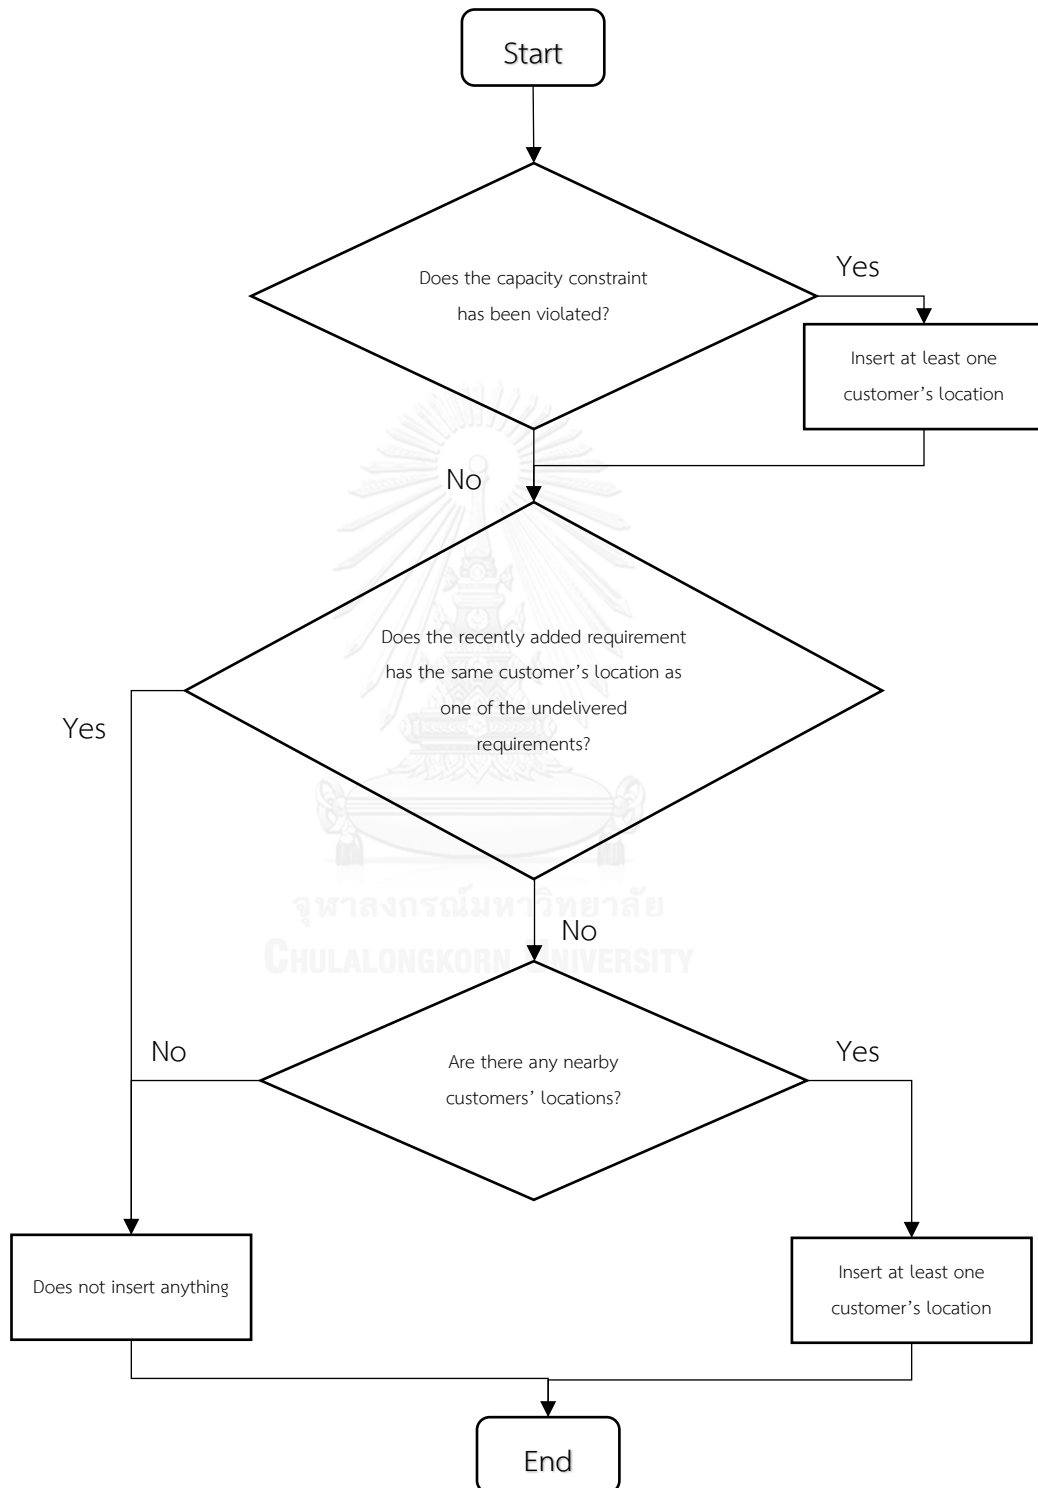 Start
Does the capacity constraint
has been violated?
Yes
Insert at least one
customer’s location
No
Does the recently added requirement
has the same customer’s location as
one of the undelivered
requirements?
Yes
จุฬาลงกรณ์มหาวิทยาลัย
CHULALONGKORN UNIVERSITY
No
Are there any nearby
customers’ locations?
No
Yes
Does not insert anything
Insert at least one
customer’s location
End